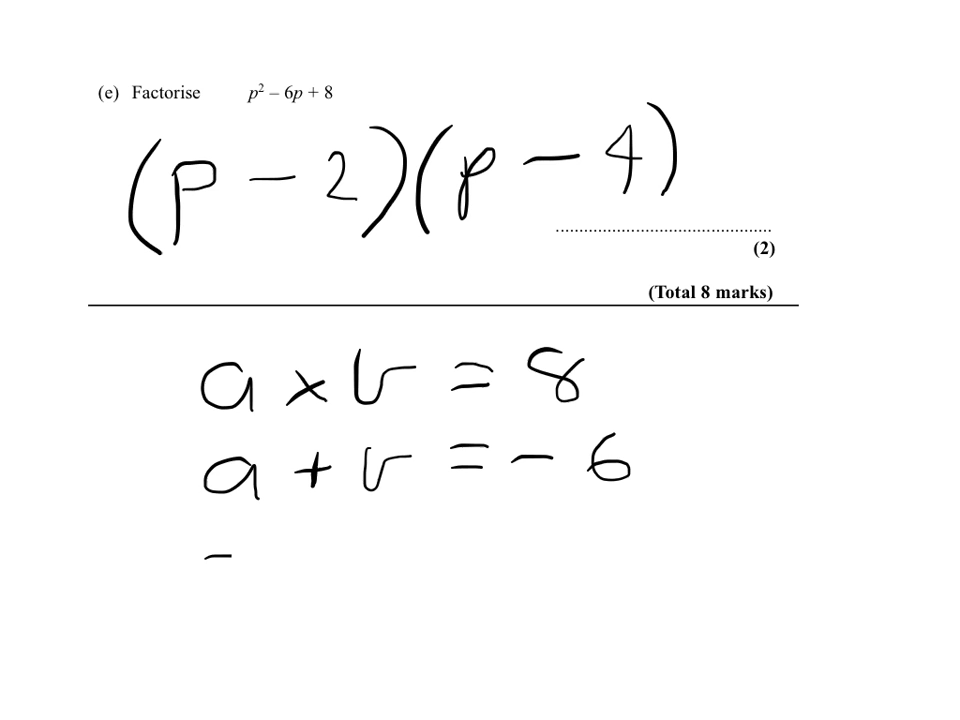 (e) Factorise p² – 6p + 8
(p - 2)(p - 4)
..............................................
(2)
(Total 8 marks)
a × b = 8
a + b = - 6
-